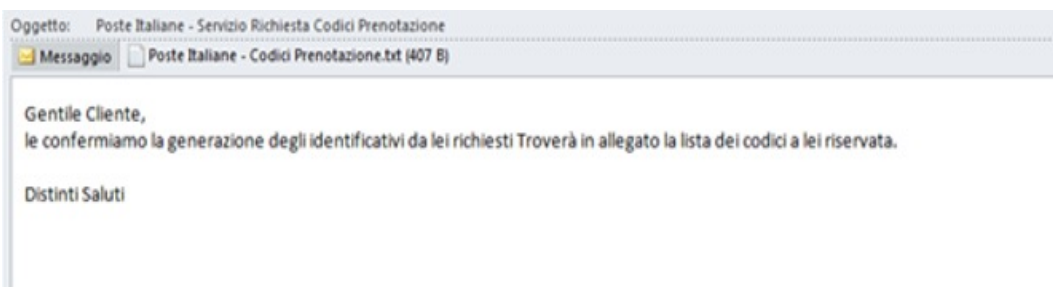 Oggetto: Poste Italiane - Servizio Richiesta Codici Prenotazione
Messaggio Poste Italiane - Codici Prenotazione.txt (407 B)
Gentile Cliente,
le confermiamo la generazione degli identificativi da lei richiesti Troverà in allegato la lista dei codici a lei riservata.
Distinti Saluti